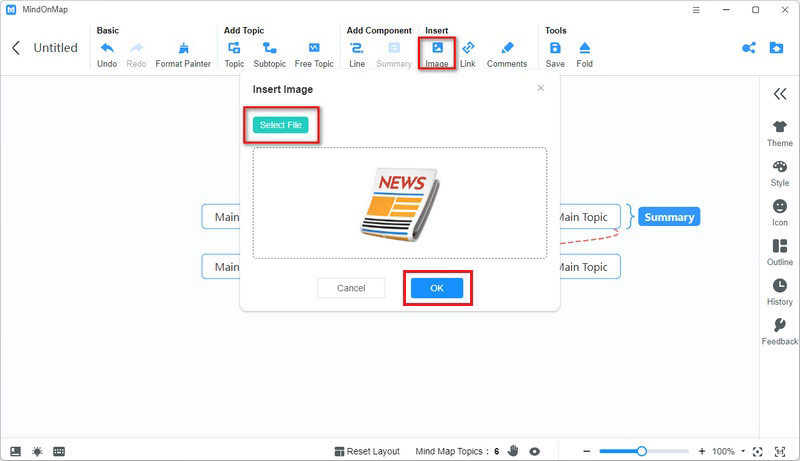 MindOnMap
Untitled
Basic
Undo
Redo
Format Painter
Add Topic
Topic
Subtopic
Free Topic
Add Component
Line
Summary
Insert
Image
Link
Comments
Tools
Save
Fold
Insert Image
Select File
NEWS
Cancel
OK
Main
Main Topic
Summary
Main
Main Topic
Theme
Style
Icon
Outline
History
Feedback
Reset Layout
Mind Map Topics : 6
100%